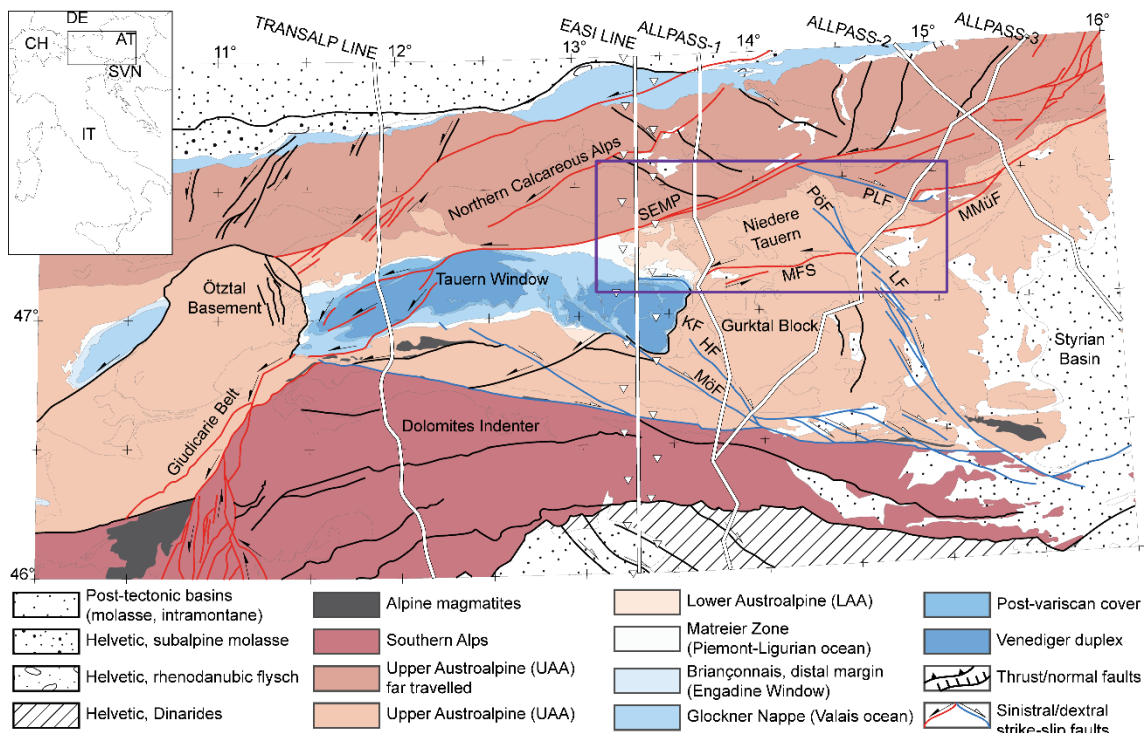 DE
CH
AT
SVN
IT
TRANSALP LINE
EASI LINE
ALLPASS-1
ALLPASS-2
ALLPASS-3
11°
12°
13°
14°
15°
16°
47°
46°
Northern Calcareous Alps
SEMP
PöF
PLF
MMüF
Niedere
Tauern
Ötztal
Basement
Tauern Window
MFS
LF
KF
HF
MöF
Gurktal Block
Styrian
Basin
Giudicarie Belt
Dolomites Indenter
Post-tectonic basins
(molasse, intramontane)
Helvetic, subalpine molasse
Helvetic, rhenodanubic flysch
Helvetic, Dinarides
Alpine magmatites
Southern Alps
Upper Austroalpine (UAA)
far travelled
Upper Austroalpine (UAA)
Lower Austroalpine (LAA)
Matreier Zone
(Piemont-Ligurian ocean)
Briançonnais, distal margin
(Engadine Window)
Glockner Nappe (Valais ocean)
Post-variscan cover
Venediger duplex
Thrust/normal faults
Sinistral/dextral
strike-slip faults